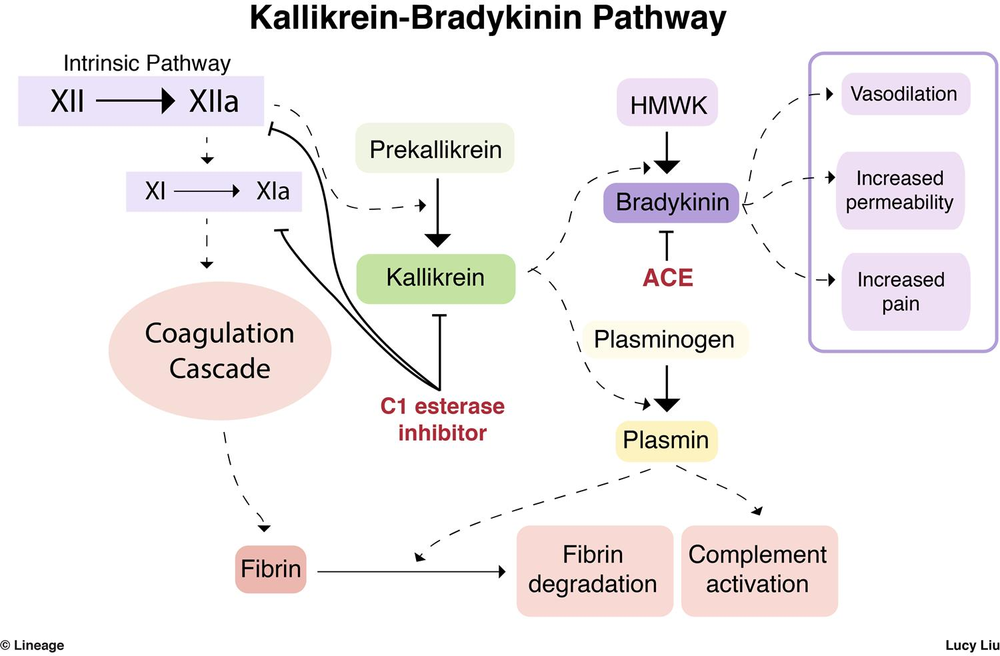 Kallikrein-Bradykinin Pathway
Intrinsic Pathway
XII XIIa
XI XIa
Coagulation
Cascade
Prekallikrein
Kallikrein
C1 esterase
inhibitor
HMWK
Bradykinin
ACE
Plasminogen
Plasmin
Vasodilation
Increased
permeability
Increased
pain
Fibrin
Fibrin
degradation
Complement
activation
© Lineage
Lucy Liu